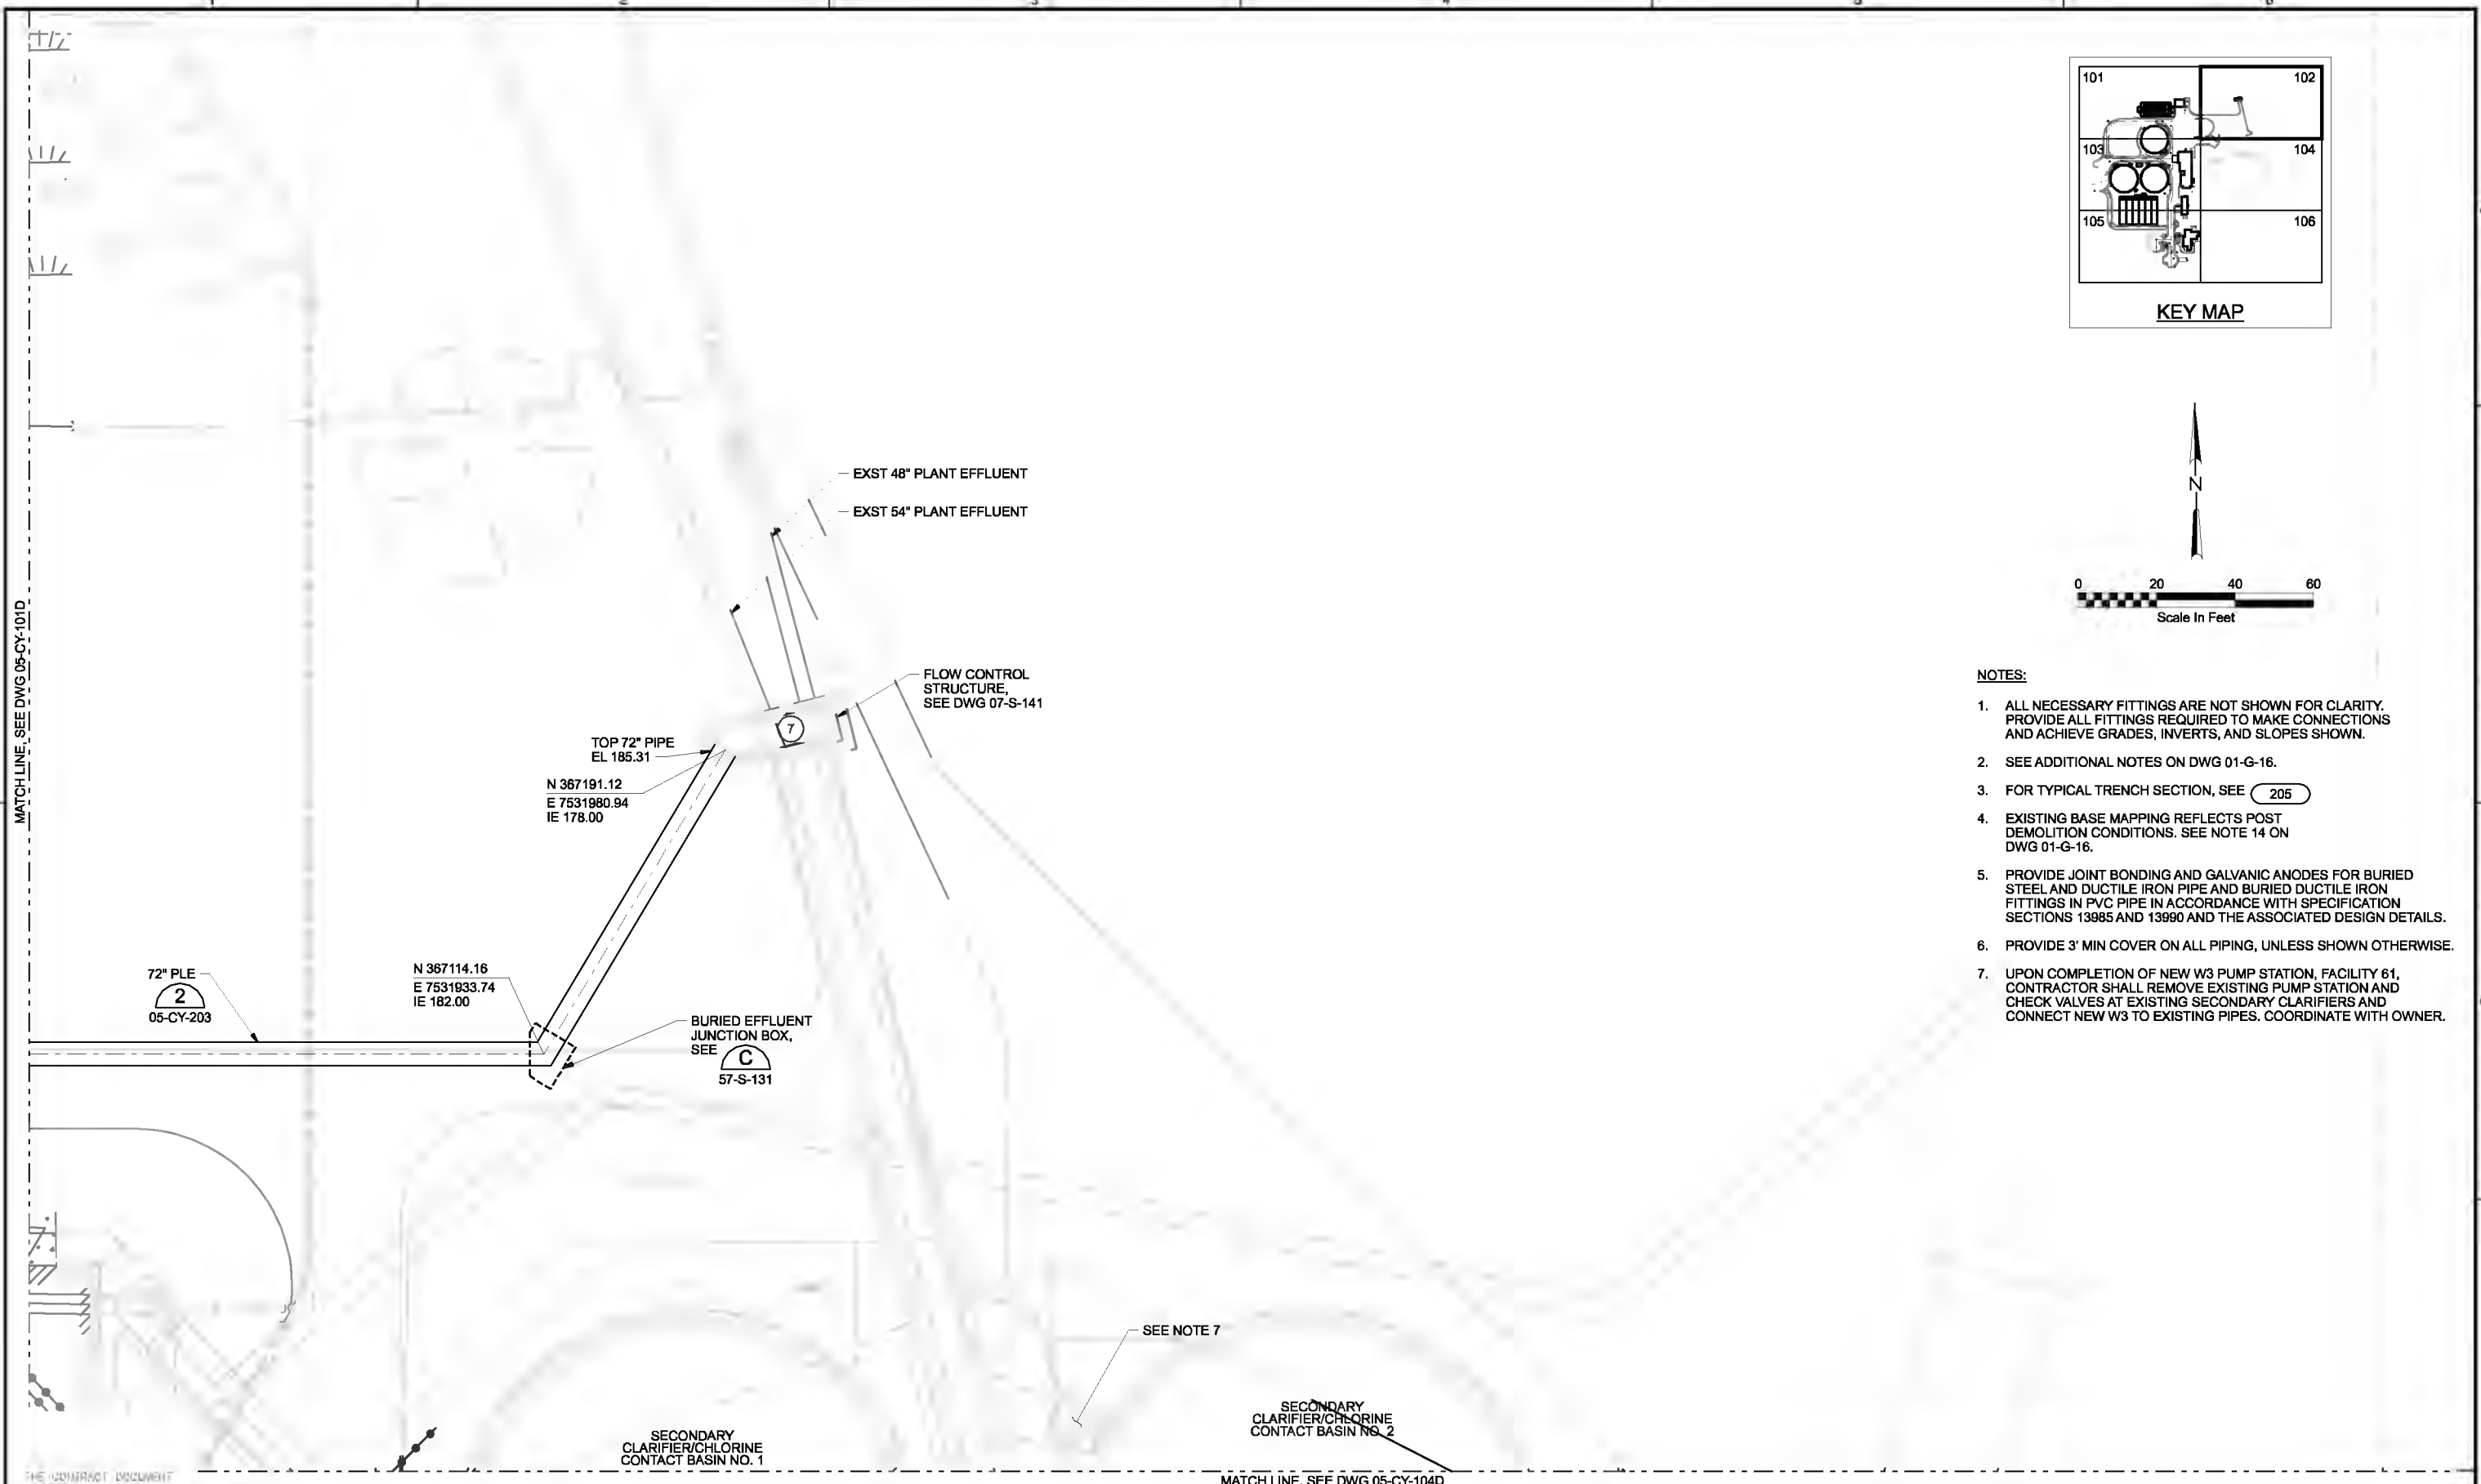 101
102
103
104
105
106
KEY MAP
N
0 20 40 60
Scale In Feet
NOTES:
1. ALL NECESSARY FITTINGS ARE NOT SHOWN FOR CLARITY.
PROVIDE ALL FITTINGS REQUIRED TO MAKE CONNECTIONS
AND ACHIEVE GRADES, INVERTS, AND SLOPES SHOWN.
2. SEE ADDITIONAL NOTES ON DWG 01-G-16.
3. FOR TYPICAL TRENCH SECTION, SEE 205
4. EXISTING BASE MAPPING REFLECTS POST
DEMOLITION CONDITIONS. SEE NOTE 14 ON
DWG 01-G-16.
5. PROVIDE JOINT BONDING AND GALVANIC ANODES FOR BURIED
STEEL AND DUCTILE IRON PIPE AND BURIED DUCTILE IRON
FITTINGS IN PVC PIPE IN ACCORDANCE WITH SPECIFICATION
SECTIONS 13985 AND 13990 AND THE ASSOCIATED DESIGN DETAILS.
6. PROVIDE 3' MIN COVER ON ALL PIPING, UNLESS SHOWN OTHERWISE.
7. UPON COMPLETION OF NEW W3 PUMP STATION, FACILITY 61,
CONTRACTOR SHALL REMOVE EXISTING PUMP STATION AND
CHECK VALVES AT EXISTING SECONDARY CLARIFIERS AND
CONNECT NEW W3 TO EXISTING PIPES. COORDINATE WITH OWNER.
MATCH LINE, SEE DWG 05-CY-101D
EXST 48" PLANT EFFLUENT
EXST 54" PLANT EFFLUENT
FLOW CONTROL
STRUCTURE,
SEE DWG 07-S-141
7
TOP 72" PIPE
EL 185.31
N 367191.12
E 7531980.94
IE 178.00
72" PLE
2
05-CY-203
N 367114.16
E 7531933.74
IE 182.00
BURIED EFFLUENT
JUNCTION BOX,
SEE C
57-S-131
SEE NOTE 7
SECONDARY
CLARIFIER/CHLORINE
CONTACT BASIN NO. 1
SECONDARY
CLARIFIER/CHLORINE
CONTACT BASIN NO. 2
MATCH LINE, SEE DWG 05-CY-104D
THE CONTRACT DOCUMENT